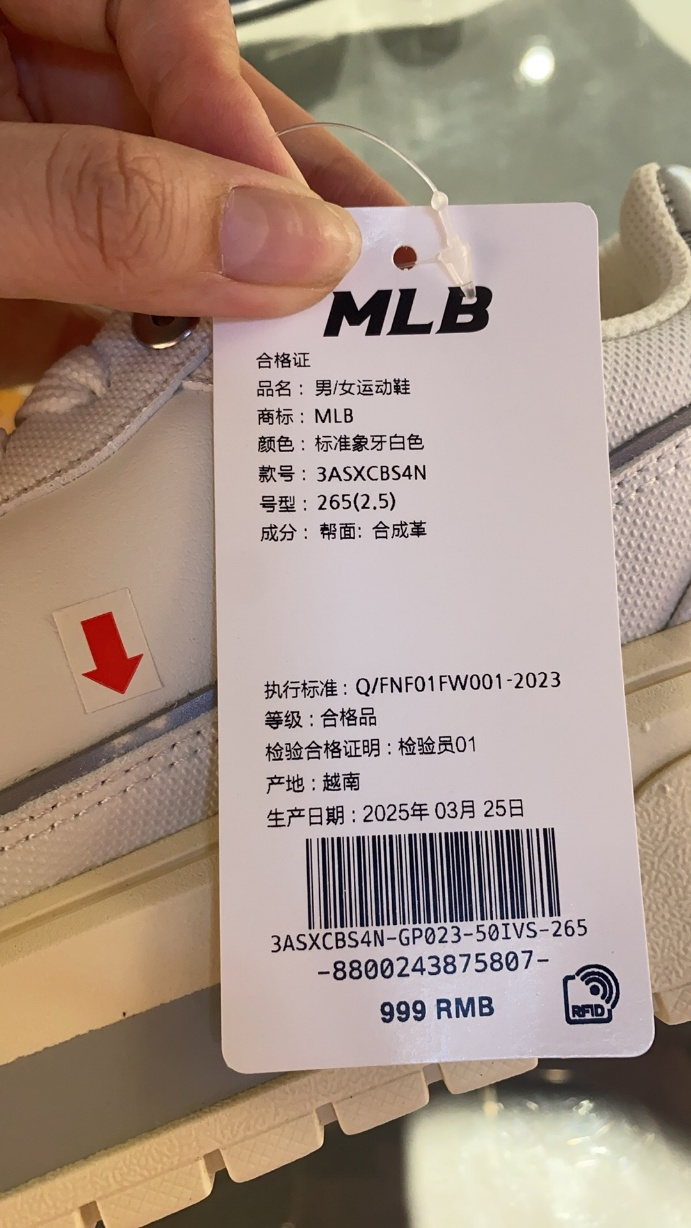 MLB
合格证
品名：男/女运动鞋
商标：MLB
颜色：标准象牙白色
款号：3ASXCBS4N
号型：265(2.5)
成分：帮面：合成革
执行标准：Q/FNF01FW001-2023
等级：合格品
检验合格证明：检验员01
产地：越南
生产日期：2025年 03月 25日
3ASXCBS4N-GP023-50IVS-265
-8800243875807-
999 RMB
RFID